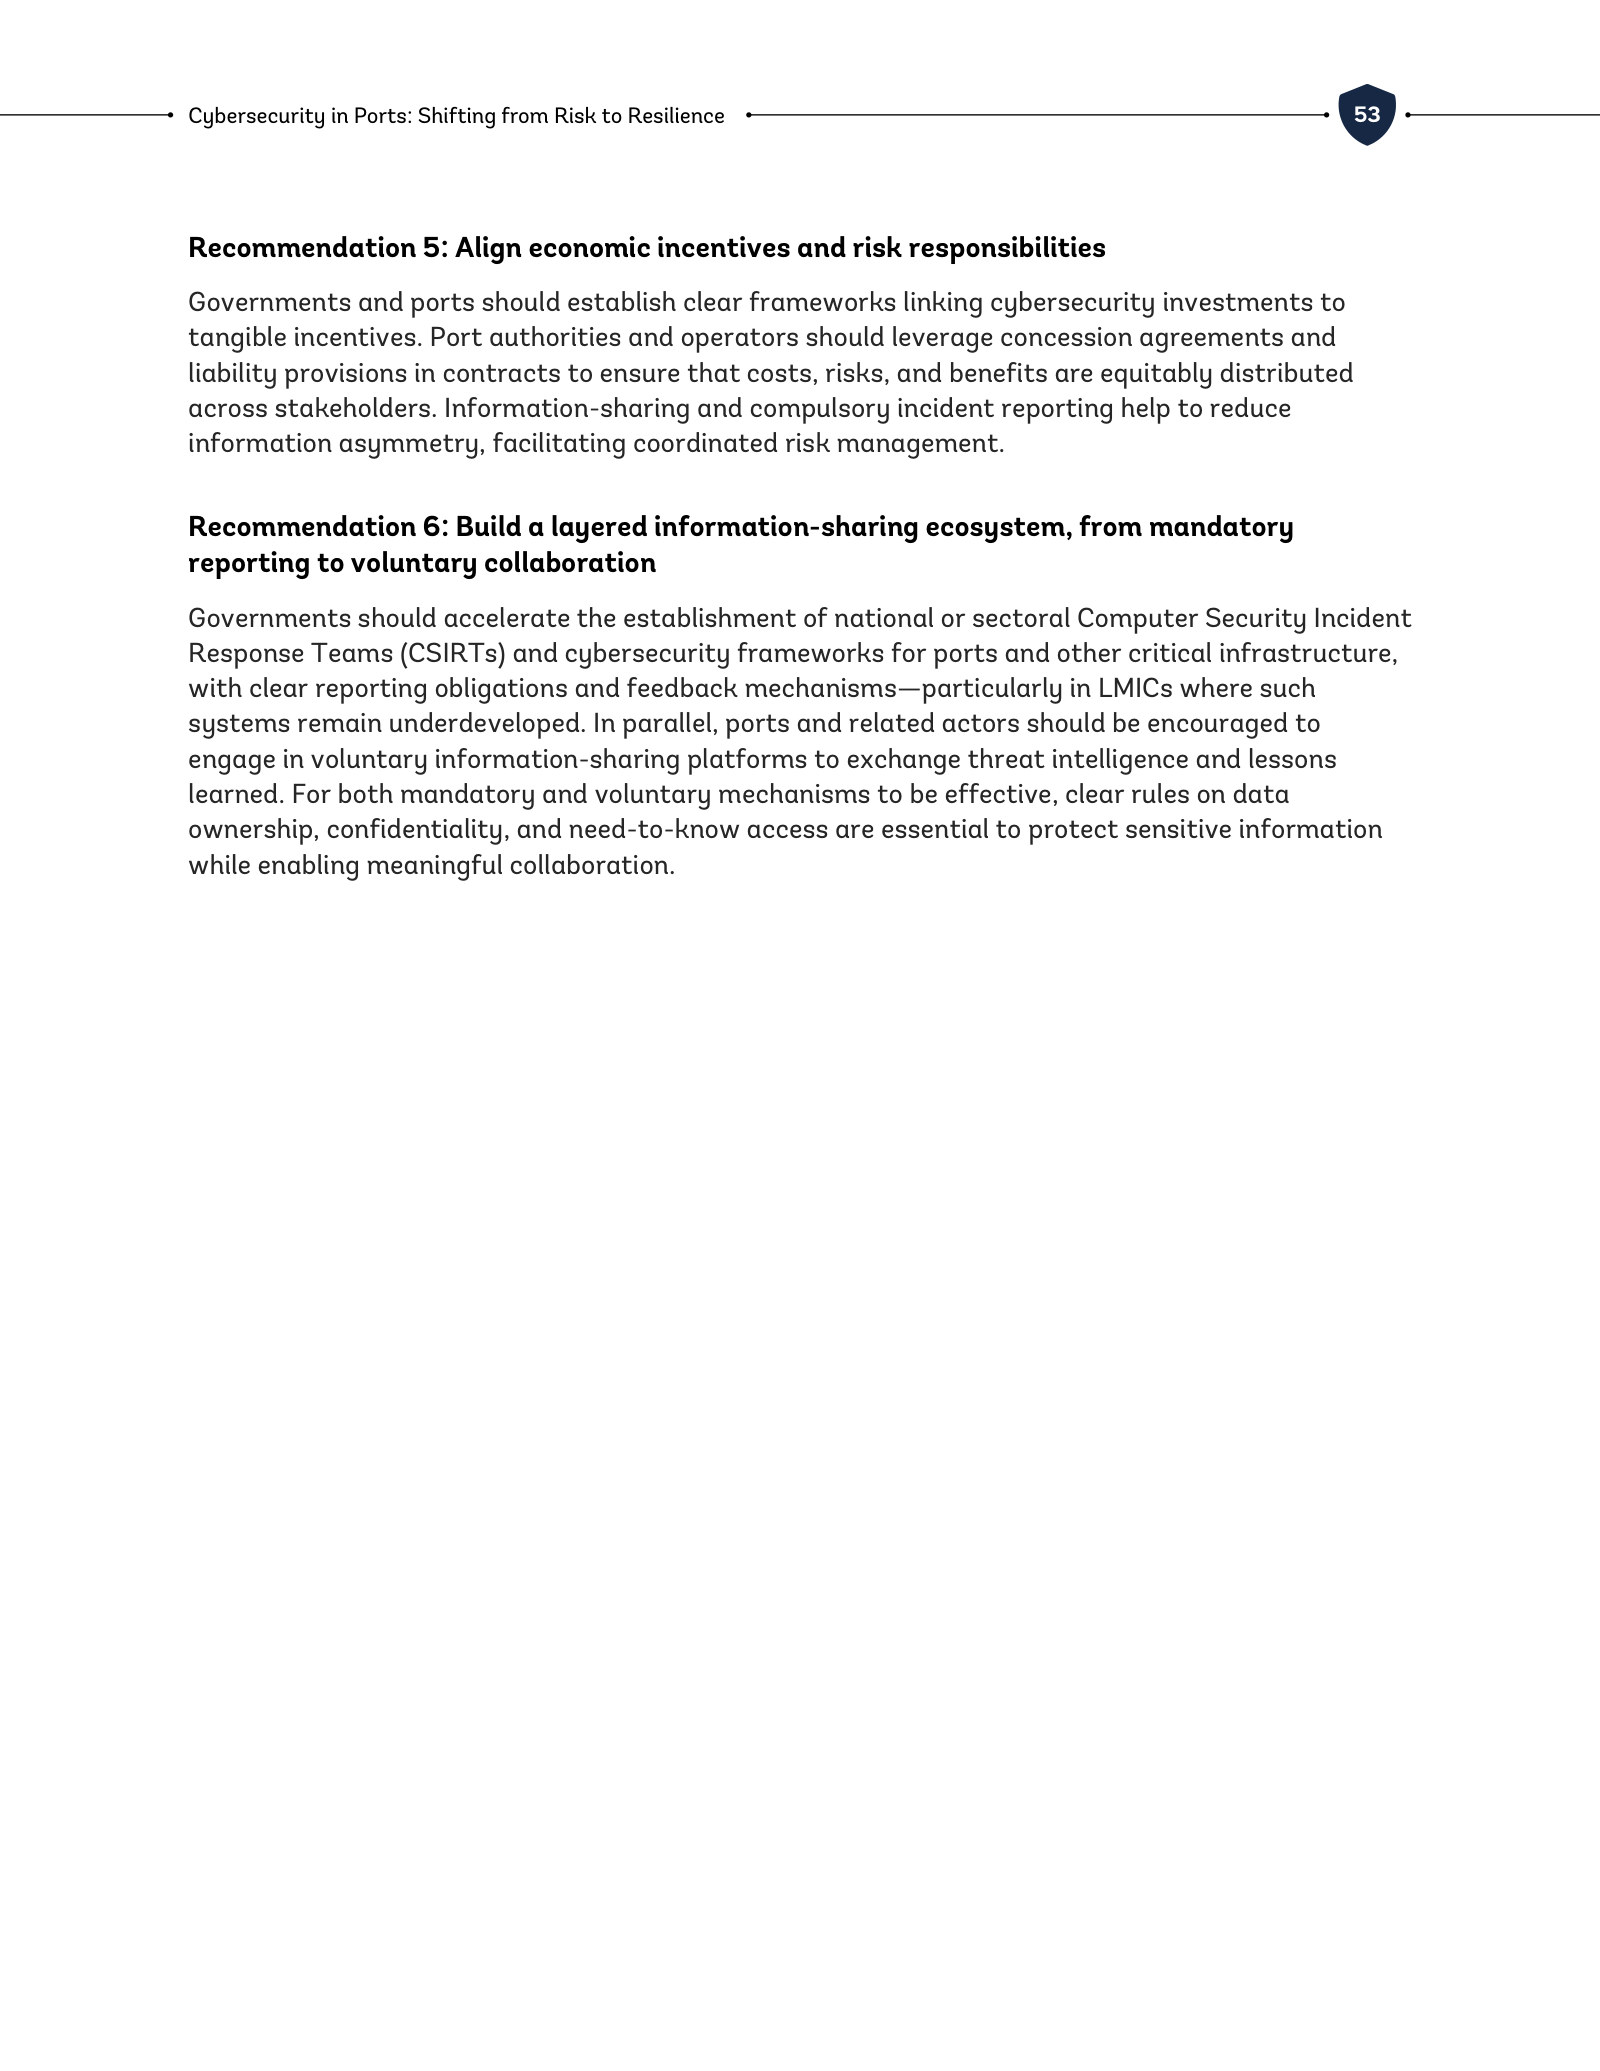 Cybersecurity in Ports: Shifting from Risk to Resilience
53
Recommendation 5: Align economic incentives and risk responsibilities
Governments and ports should establish clear frameworks linking cybersecurity investments to
tangible incentives. Port authorities and operators should leverage concession agreements and
liability provisions in contracts to ensure that costs, risks, and benefits are equitably distributed
across stakeholders. Information-sharing and compulsory incident reporting help to reduce
information asymmetry, facilitating coordinated risk management.
Recommendation 6: Build a layered information-sharing ecosystem, from mandatory
reporting to voluntary collaboration
Governments should accelerate the establishment of national or sectoral Computer Security Incident
Response Teams (CSIRTs) and cybersecurity frameworks for ports and other critical infrastructure,
with clear reporting obligations and feedback mechanisms—particularly in LMICs where such
systems remain underdeveloped. In parallel, ports and related actors should be encouraged to
engage in voluntary information-sharing platforms to exchange threat intelligence and lessons
learned. For both mandatory and voluntary mechanisms to be effective, clear rules on data
ownership, confidentiality, and need-to-know access are essential to protect sensitive information
while enabling meaningful collaboration.